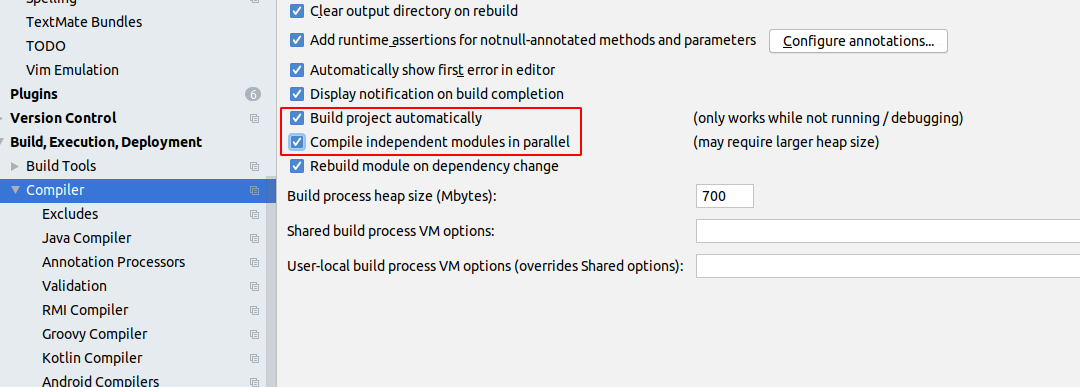 Spelling
TextMate Bundles
TODO
Vim Emulation
Plugins 6
Version Control
Build, Execution, Deployment
Build Tools
Compiler
Excludes
Java Compiler
Annotation Processors
Validation
RMI Compiler
Groovy Compiler
Kotlin Compiler
Android Compilers
Clear output directory on rebuild
Add runtime assertions for notnull-annotated methods and parameters Configure annotations...
Automatically show first error in editor
Display notification on build completion
Build project automatically (only works while not running / debugging)
Compile independent modules in parallel (may require larger heap size)
Rebuild module on dependency change
Build process heap size (Mbytes): 700
Shared build process VM options:
User-local build process VM options (overrides Shared options):